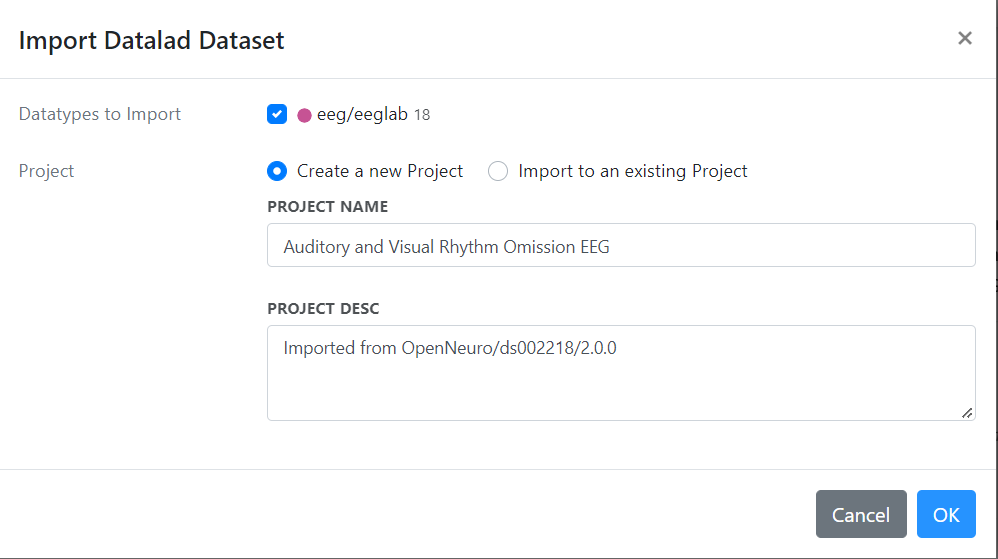 Import Datalad Dataset ×
Datatypes to Import eeg/eeglab 18
Project Create a new Project Import to an existing Project
PROJECT NAME
Auditory and Visual Rhythm Omission EEG
PROJECT DESC
Imported from OpenNeuro/ds002218/2.0.0
Cancel OK